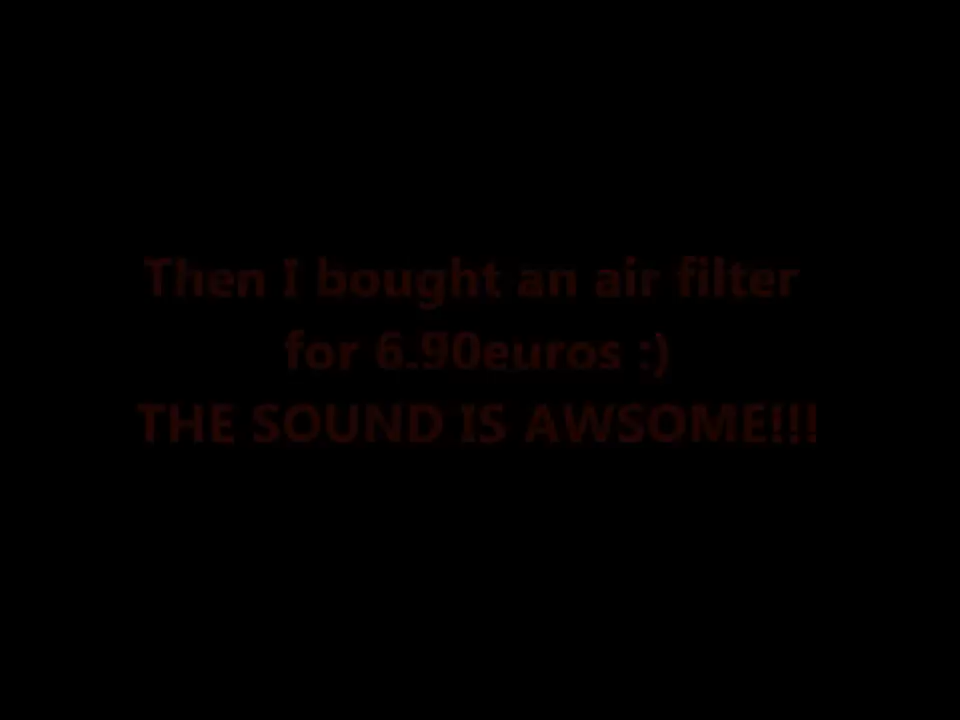 Then I bought an air filter
for 6.90euros :)
THE SOUND IS AWSOME!!!